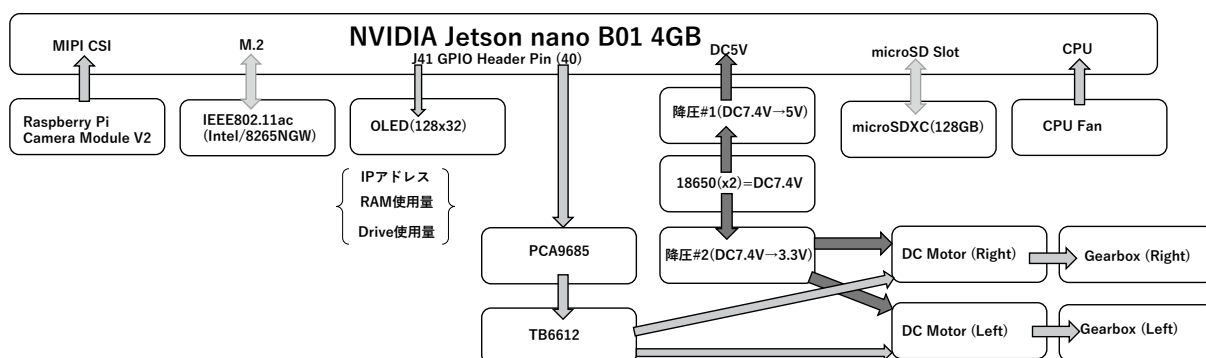 NVIDIA Jetson nano B01 4GB
MIPI CSI
M.2
J41 GPIO Header Pin (40)
DC5V
microSD Slot
CPU
Raspberry Pi
Camera Module V2
IEEE802.11ac
(Intel/8265NGW)
OLED(128x32)
降圧#1(DC7.4V→5V)
microSDXC(128GB)
CPU Fan
IPアドレス
RAM使用量
Drive使用量
18650(x2)=DC7.4V
PCA9685
降圧#2(DC7.4V→3.3V)
DC Motor (Right)
Gearbox (Right)
TB6612
DC Motor (Left)
Gearbox (Left)